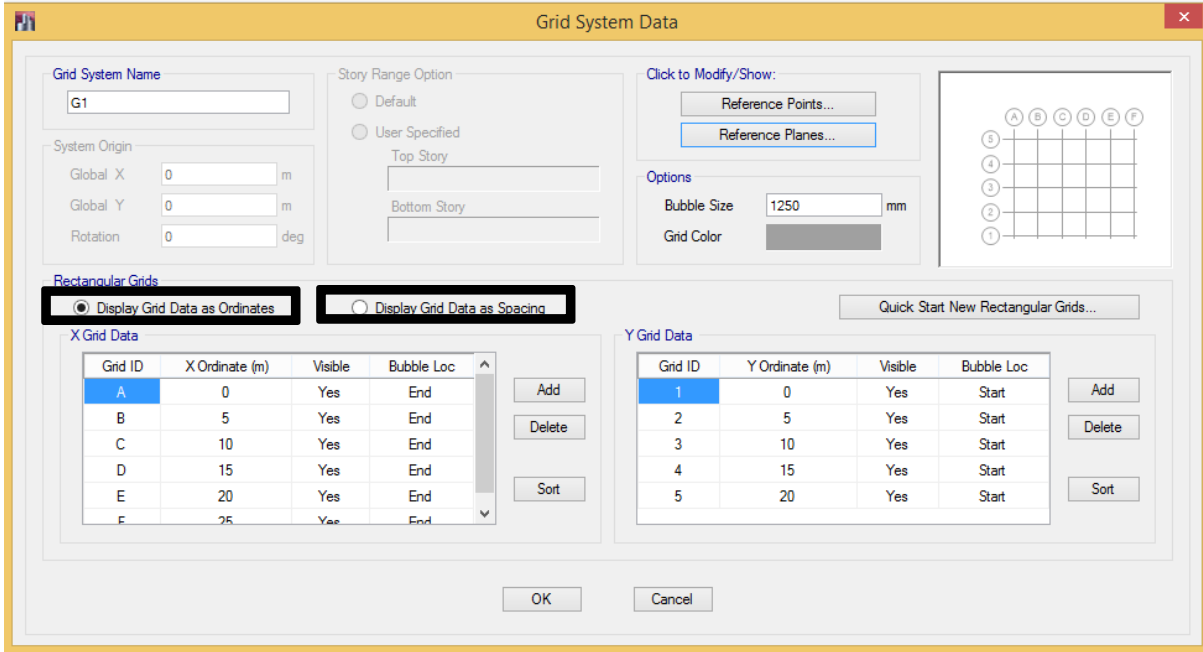 Grid System Data
Grid System Name
G1
System Origin
Global X 0 m
Global Y 0 m
Rotation 0 deg
Story Range Option
Default
User Specified
Top Story
Bottom Story
Click to Modify/Show:
Reference Points...
Reference Planes...
Options
Bubble Size 1250 mm
Grid Color
A B C D E F
5
4
3
2
1
Rectangular Grids
Display Grid Data as Ordinates Display Grid Data as Spacing Quick Start New Rectangular Grids...
X Grid Data
Grid ID X Ordinate (m) Visible Bubble Loc
A 0 Yes End
B 5 Yes End
C 10 Yes End
D 15 Yes End
E 20 Yes End
F 25 Yes End
Add
Delete
Sort
Y Grid Data
Grid ID Y Ordinate (m) Visible Bubble Loc
1 0 Yes Start
2 5 Yes Start
3 10 Yes Start
4 15 Yes Start
5 20 Yes Start
Add
Delete
Sort
OK Cancel